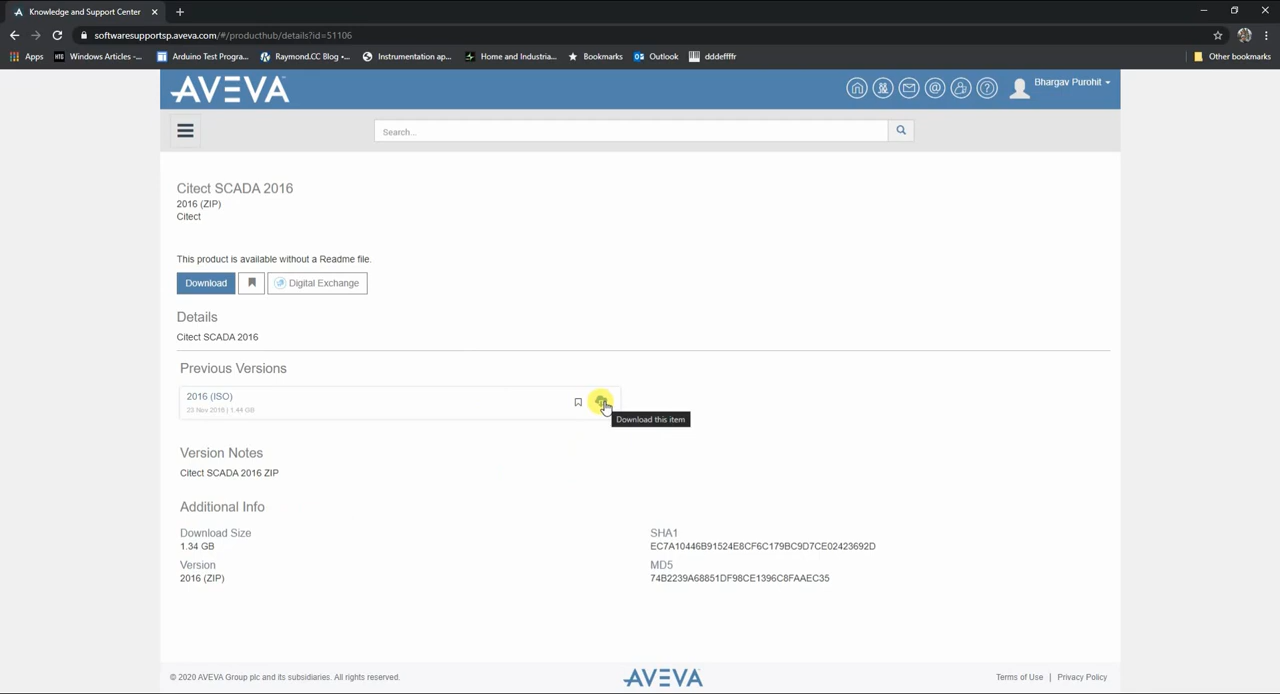 Knowledge and Support Center
softwaresupportsp.aveva.com/#/producthub/details?id=51106
Apps
Windows Articles -...
Arduino Test Progra...
Raymond.CC Blog •...
Instrumentation ap...
Home and Industria...
Bookmarks
Outlook
dddeffffr
Other bookmarks
AVEVA
Bhargav Purohit
Search...
Citect SCADA 2016
2016 (ZIP)
Citect
This product is available without a Readme file.
Download
Digital Exchange
Details
Citect SCADA 2016
Previous Versions
2016 (ISO)
23 Nov 2016 | 1.44 GB
Download this item
Version Notes
Citect SCADA 2016 ZIP
Additional Info
Download Size
1.34 GB
SHA1
EC7A10446B91524E8CF6C179BC9D7CE02423692D
Version
2016 (ZIP)
MD5
74B2239A68851DF98CE1396C8FAAEC35
© 2020 AVEVA Group plc and its subsidiaries. All rights reserved.
AVEVA
Terms of Use | Privacy Policy